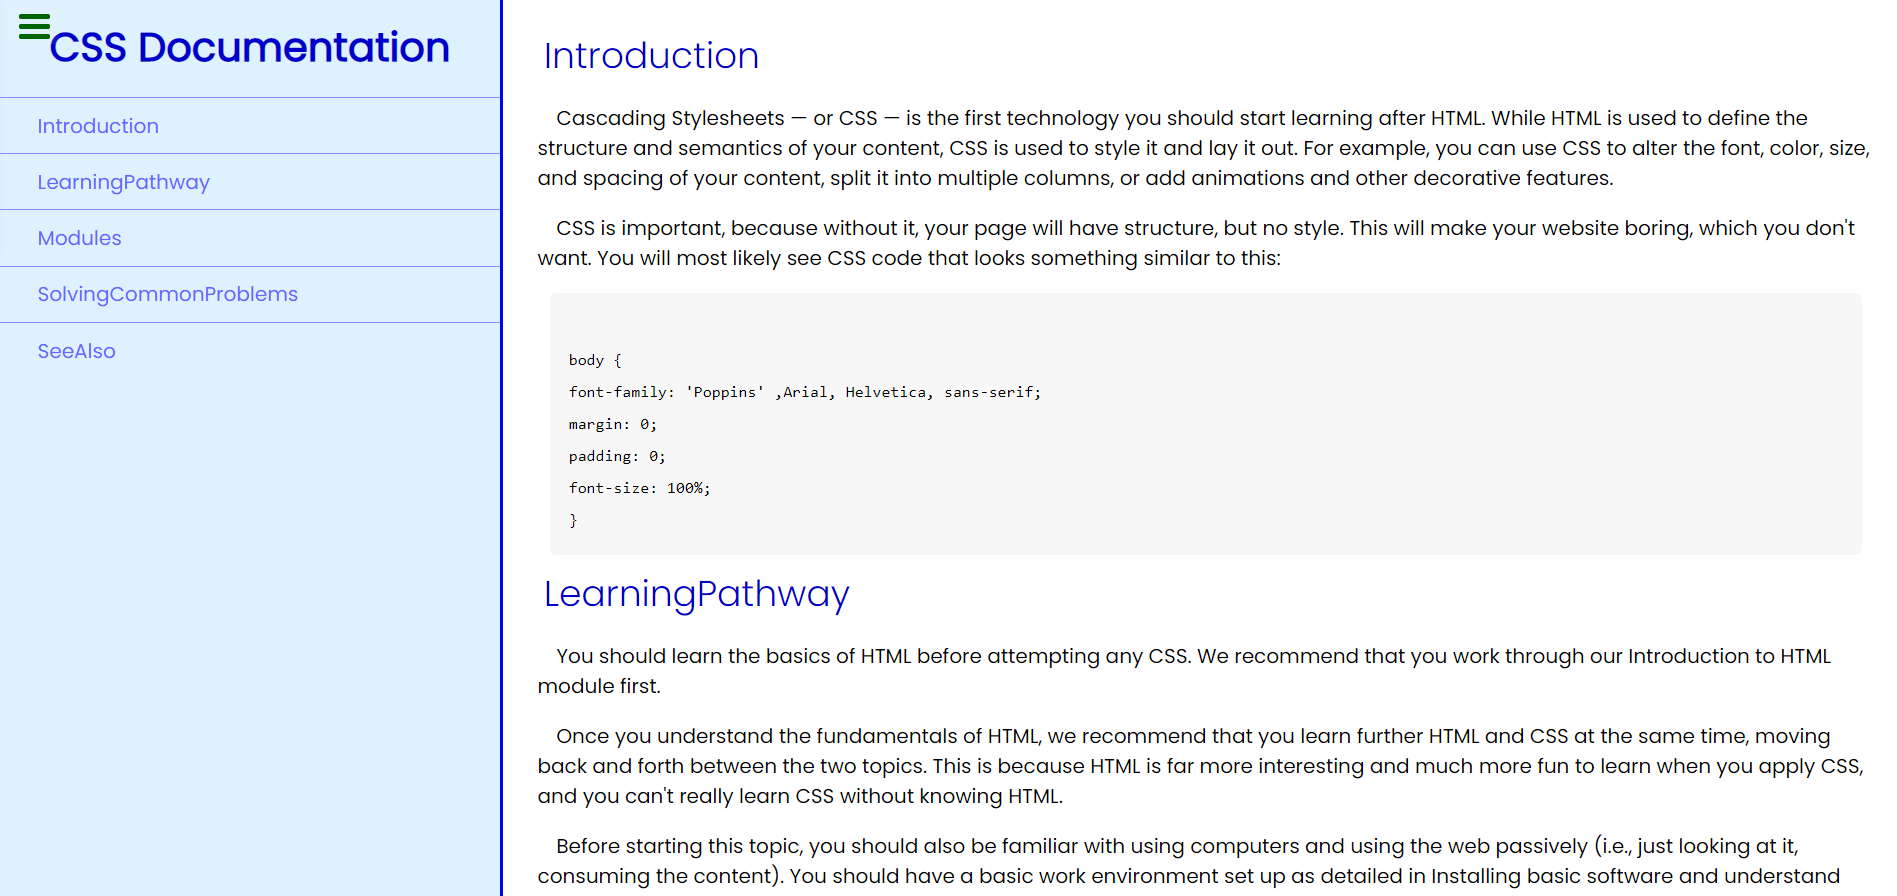 CSS Documentation
Introduction
LearningPathway
Modules
SolvingCommonProblems
SeeAlso
Introduction
Cascading Stylesheets — or CSS — is the first technology you should start learning after HTML. While HTML is used to define the
structure and semantics of your content, CSS is used to style it and lay it out. For example, you can use CSS to alter the font, color, size,
and spacing of your content, split it into multiple columns, or add animations and other decorative features.
CSS is important, because without it, your page will have structure, but no style. This will make your website boring, which you don't
want. You will most likely see CSS code that looks something similar to this:
body {
font-family: 'Poppins' ,Arial, Helvetica, sans-serif;
margin: 0;
padding: 0;
font-size: 100%;
}
LearningPathway
You should learn the basics of HTML before attempting any CSS. We recommend that you work through our Introduction to HTML
module first.
Once you understand the fundamentals of HTML, we recommend that you learn further HTML and CSS at the same time, moving
back and forth between the two topics. This is because HTML is far more interesting and much more fun to learn when you apply CSS,
and you can't really learn CSS without knowing HTML.
Before starting this topic, you should also be familiar with using computers and using the web passively (i.e., just looking at it,
consuming the content). You should have a basic work environment set up as detailed in Installing basic software and understand